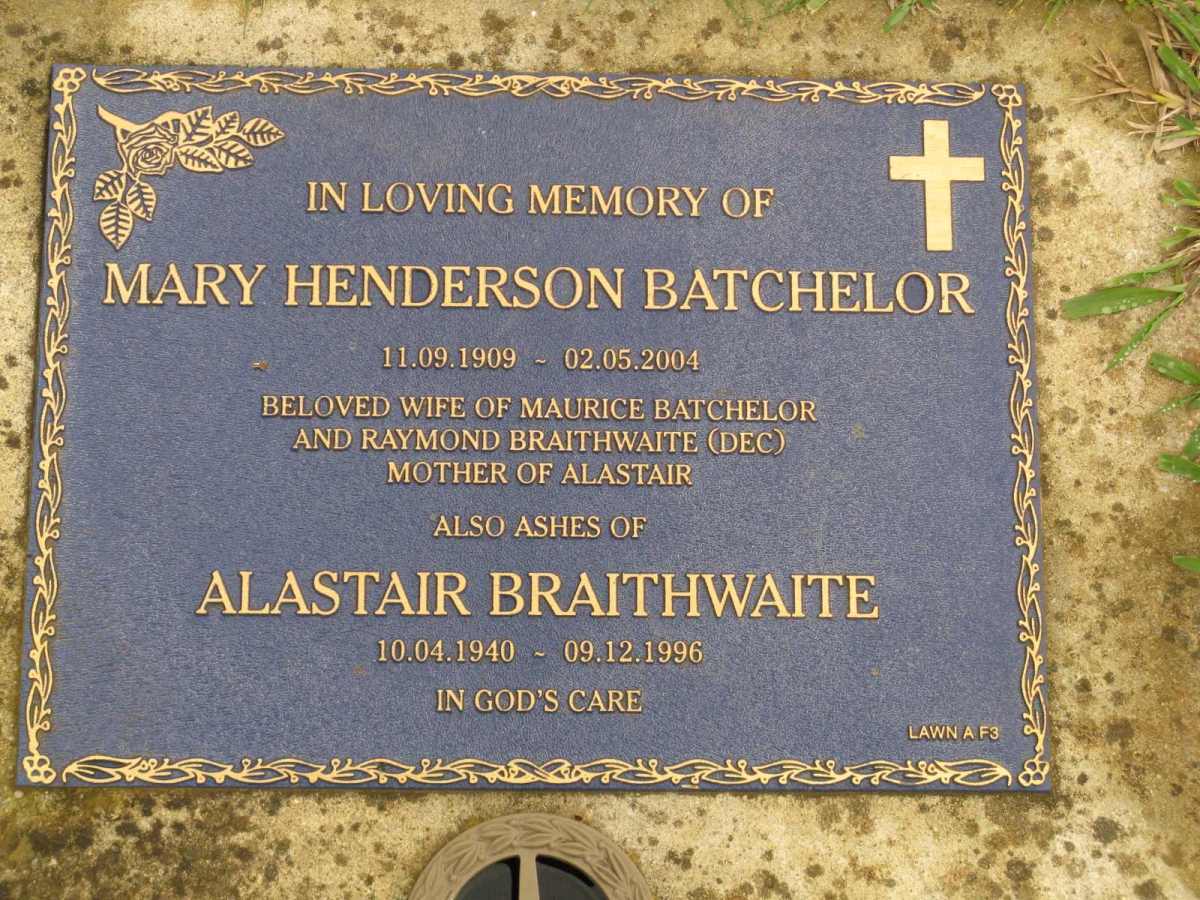 IN LOVING MEMORY OF
MARY HENDERSON BATCHELOR
11.09.1909 ~ 02.05.2004
BELOVED WIFE OF MAURICE BATCHELOR
AND RAYMOND BRAITHWAITE (DEC)
MOTHER OF ALASTAIR
ALSO ASHES OF
ALASTAIR BRAITHWAITE
10.04.1940 ~ 09.12.1996
IN GOD'S CARE
LAWN A F3